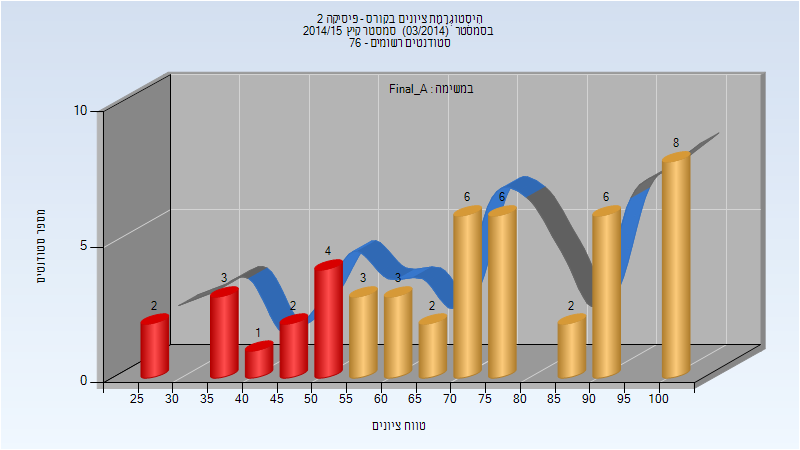 היסטוגרמת ציונים בקורס - פיסיקה 2
בסמסטר (03/2014) סמסטר קיץ 2014/15
סטודנטים רשומים - 76
במשימה : Final_A
מספר סטודנטים
10
5
0
2
3
1
2
4
3
3
2
6
6
2
6
8
25 30 35 40 45 50 55 60 65 70 75 80 85 90 95 100
טווח ציונים